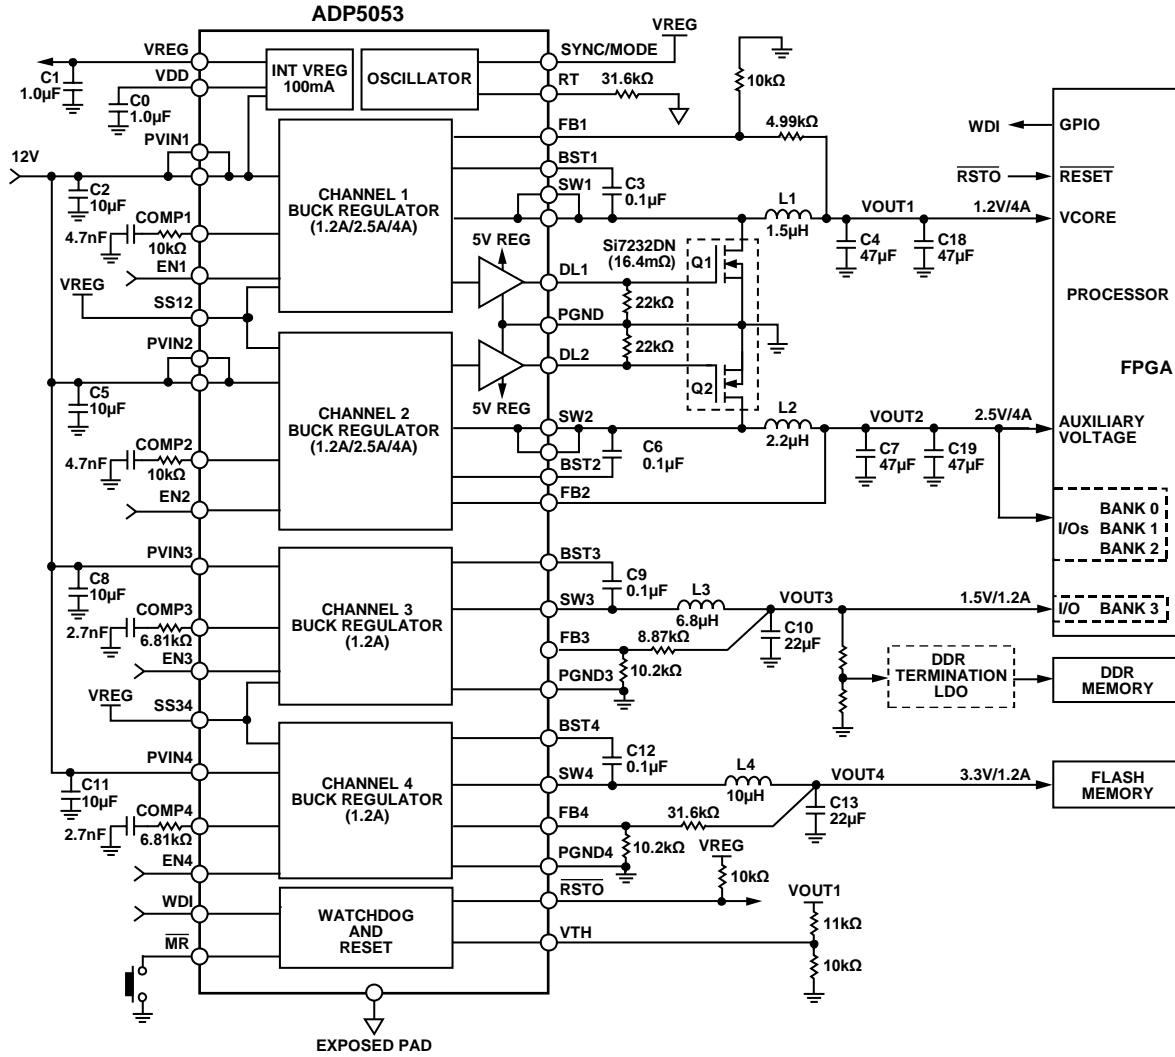 ADP5053
VREG
C1
1.0µF
VDD
C0
1.0µF
INT VREG
100mA
OSCILLATOR
SYNC/MODE
VREG
RT
31.6kΩ
10kΩ
FB1
4.99kΩ
BST1
SW1
C3
0.1µF
PVIN1
12V
C2
10µF
COMP1
4.7nF
10kΩ
EN1
VREG
SS12
CHANNEL 1
BUCK REGULATOR
(1.2A/2.5A/4A)
5V REG
DL1
22kΩ
PGND
22kΩ
DL2
5V REG
Si7232DN
(16.4mΩ)
Q1
Q2
L1
1.5µH
VOUT1
1.2V/4A
C4
47µF
C18
47µF
WDI
GPIO
RSTO
RESET
VCORE
PROCESSOR
FPGA
PVIN2
C5
10µF
COMP2
4.7nF
10kΩ
EN2
CHANNEL 2
BUCK REGULATOR
(1.2A/2.5A/4A)
SW2
BST2
C6
0.1µF
FB2
L2
2.2µH
VOUT2
2.5V/4A
C7
47µF
C19
47µF
AUXILIARY
VOLTAGE
I/Os
BANK 0
BANK 1
BANK 2
PVIN3
C8
10µF
COMP3
2.7nF
6.81kΩ
EN3
VREG
SS34
CHANNEL 3
BUCK REGULATOR
(1.2A)
BST3
C9
0.1µF
SW3
L3
6.8µH
VOUT3
1.5V/1.2A
FB3
8.87kΩ
10.2kΩ
C10
22µF
PGND3
I/O BANK 3
DDR
TERMINATION
LDO
DDR
MEMORY
PVIN4
C11
10µF
COMP4
2.7nF
6.81kΩ
EN4
CHANNEL 4
BUCK REGULATOR
(1.2A)
BST4
C12
0.1µF
SW4
L4
10µH
VOUT4
3.3V/1.2A
FB4
31.6kΩ
10.2kΩ
C13
22µF
PGND4
FLASH
MEMORY
WDI
MR
WATCHDOG
AND
RESET
RSTO
VREG
10kΩ
VTH
VOUT1
11kΩ
10kΩ
EXPOSED PAD